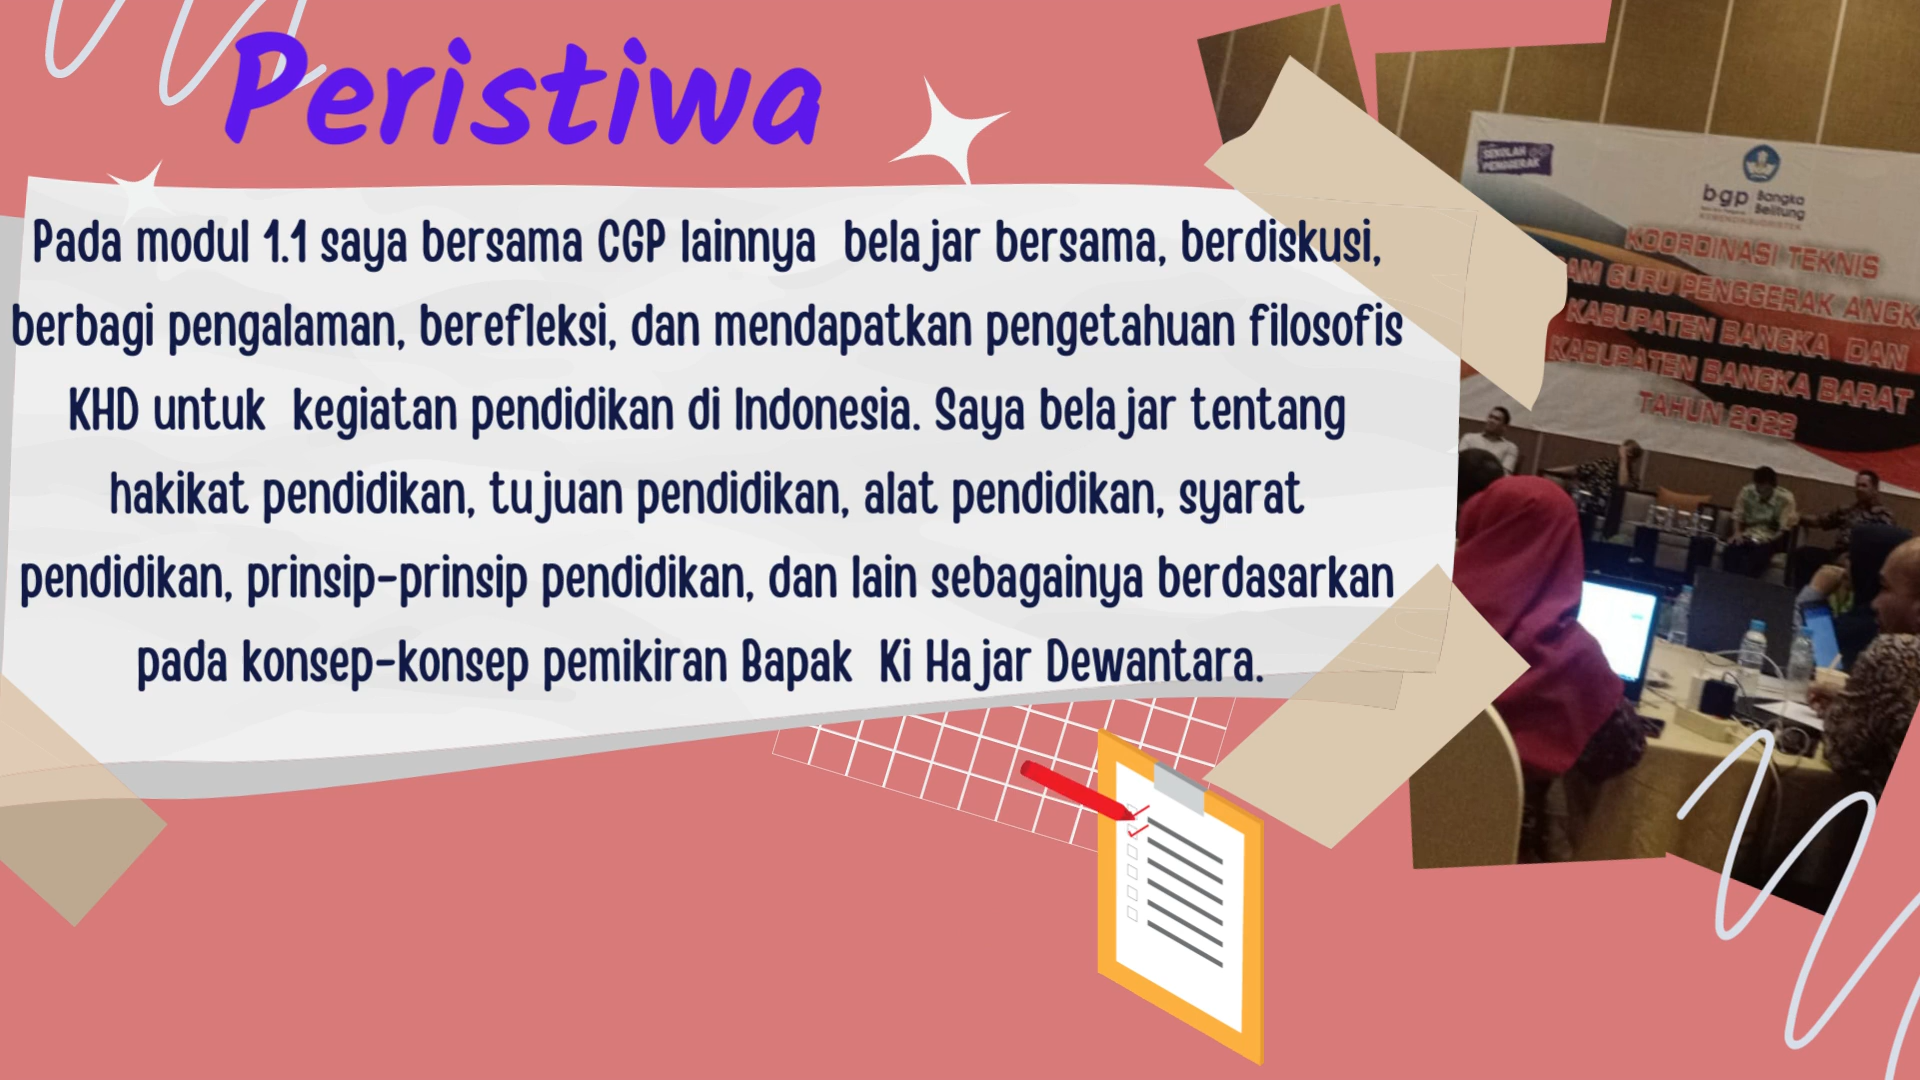 Peristiwa
Pada modul 1.1 saya bersama CGP lainnya belajar bersama, berdiskusi,
berbagi pengalaman, berefleksi, dan mendapatkan pengetahuan filosofis
KHD untuk kegiatan pendidikan di Indonesia. Saya belajar tentang
hakikat pendidikan, tujuan pendidikan, alat pendidikan, syarat
pendidikan, prinsip-prinsip pendidikan, dan lain sebagainya berdasarkan
pada konsep-konsep pemikiran Bapak Ki Hajar Dewantara.
SEKOLAH
PENGGERAK
bgp Bangka
Belitung
KOORDINASI TEKNIS
GURU PENGGERAK
KABUPATEN BANGKA DAN
KABUPATEN BANGKA BARAT
TAHUN 2022